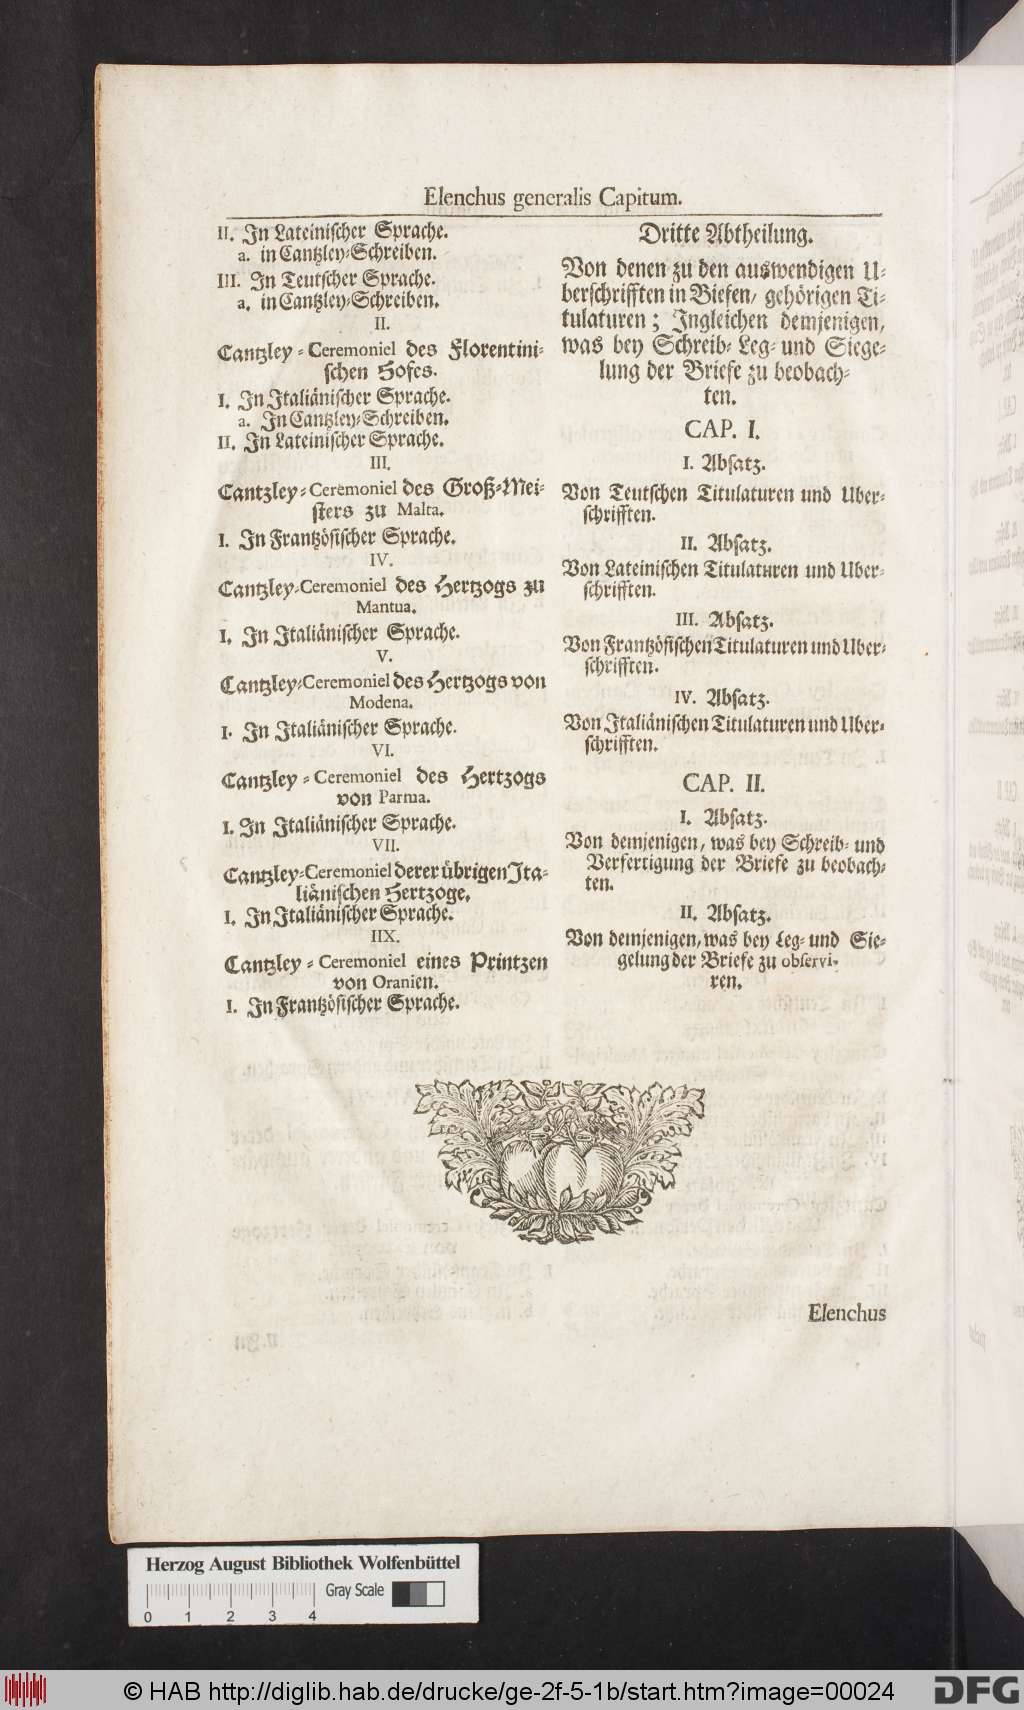 Elenchus generalis Capitum.
II. In Lateinischer Sprache.
a. in Cantzley-Schreiben.
III. In Teutscher Sprache.
a. in Cantzley-Schreiben.
II.
Cantzley-Ceremoniel des Florentini-
schen Hofes.
I. In Italiänischer Sprache.
a. In Cantzley-Schreiben.
II. In Lateinischer Sprache.
III.
Cantzley-Ceremoniel des Groß-Mei-
sters zu Malta.
I. In Frantzösischer Sprache.
IV.
Cantzley-Ceremoniel des Hertzogs zu
Mantua.
I. In Italiänischer Sprache.
V.
Cantzley-Ceremoniel des Hertzogs von
Modena.
I. In Italiänischer Sprache.
VI.
Cantzley-Ceremoniel des Hertzogs
von Parma.
I. In Italiänischer Sprache.
VII.
Cantzley-Ceremoniel derer übrigen Ita-
liänischen Hertzoge.
I. In Italiänischer Sprache.
IIX.
Cantzley-Ceremoniel eines Printzen
von Oranien.
I. In Frantzösischer Sprache.
Dritte Abtheilung.
Von denen zu den auswendigen U-
berschrifften in Biefen/ gehörigen Ti-
tulaturen; Ingleichen demjenigen,
was bey Schreib- Leg- und Siege-
lung der Briefe zu beobach-
ten.
CAP. I.
I. Absatz.
Von Teutschen Titulaturen und Uber-
schrifften.
II. Absatz.
Von Lateinischen Titulaturen und Uber-
schrifften.
III. Absatz.
Von Frantzösischen Titulaturen und Uber-
schrifften.
IV. Absatz.
Von Italiänischen Titulaturen und Uber-
schrifften.
CAP. II.
I. Absatz.
Von demjenigen, was bey Schreib- und
Verfertigung der Briefe zu beobach-
ten.
II. Absatz.
Von demjenigen, was bey Leg- und Sie-
gelung der Briefe zu observi-
ren.
Elenchus
Herzog August Bibliothek Wolfenbüttel
Gray Scale
0 1 2 3 4
© HAB http://diglib.hab.de/drucke/ge-2f-5-1b/start.htm?image=00024
DFG